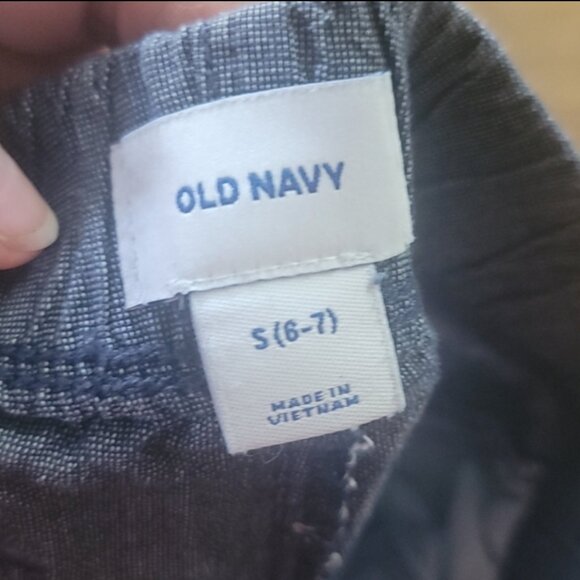 OLD NAVY
S (6-7)
MADE IN
VIETNAM